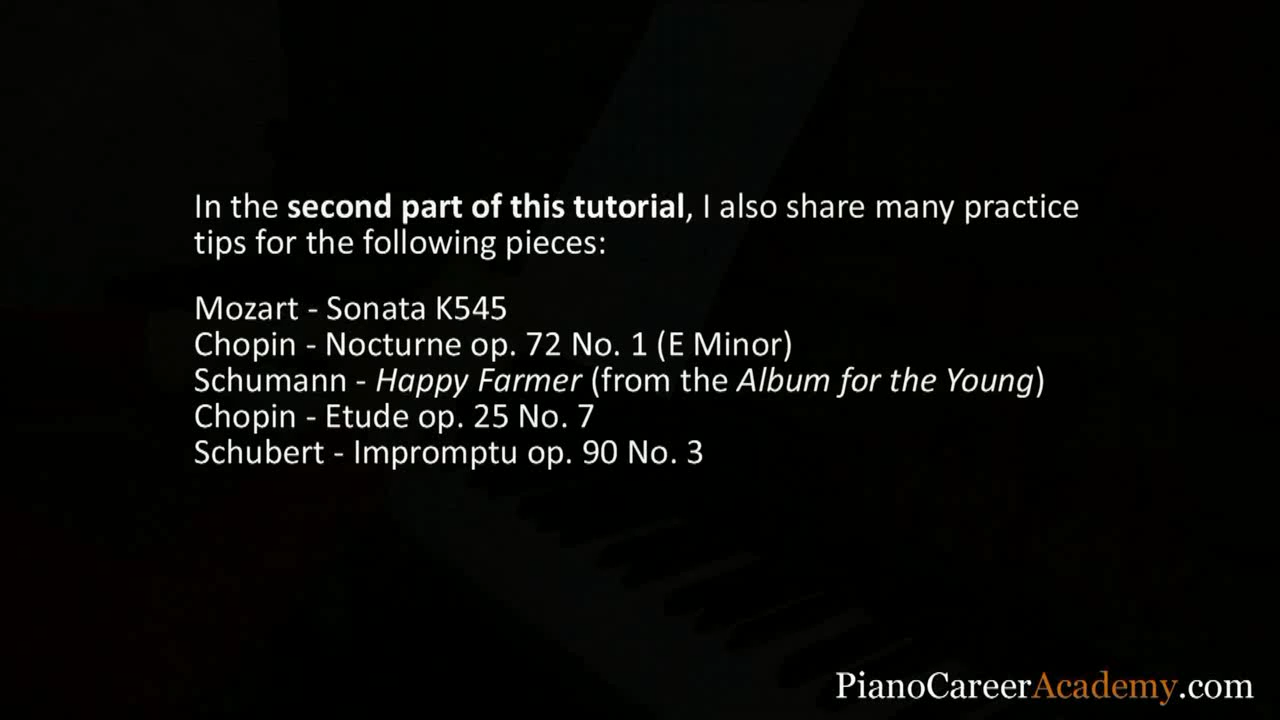 In the second part of this tutorial, I also share many practice
tips for the following pieces:
Mozart - Sonata K545
Chopin - Nocturne op. 72 No. 1 (E Minor)
Schumann - Happy Farmer (from the Album for the Young)
Chopin - Etude op. 25 No. 7
Schubert - Impromptu op. 90 No. 3
PianoCareerAcademy.com